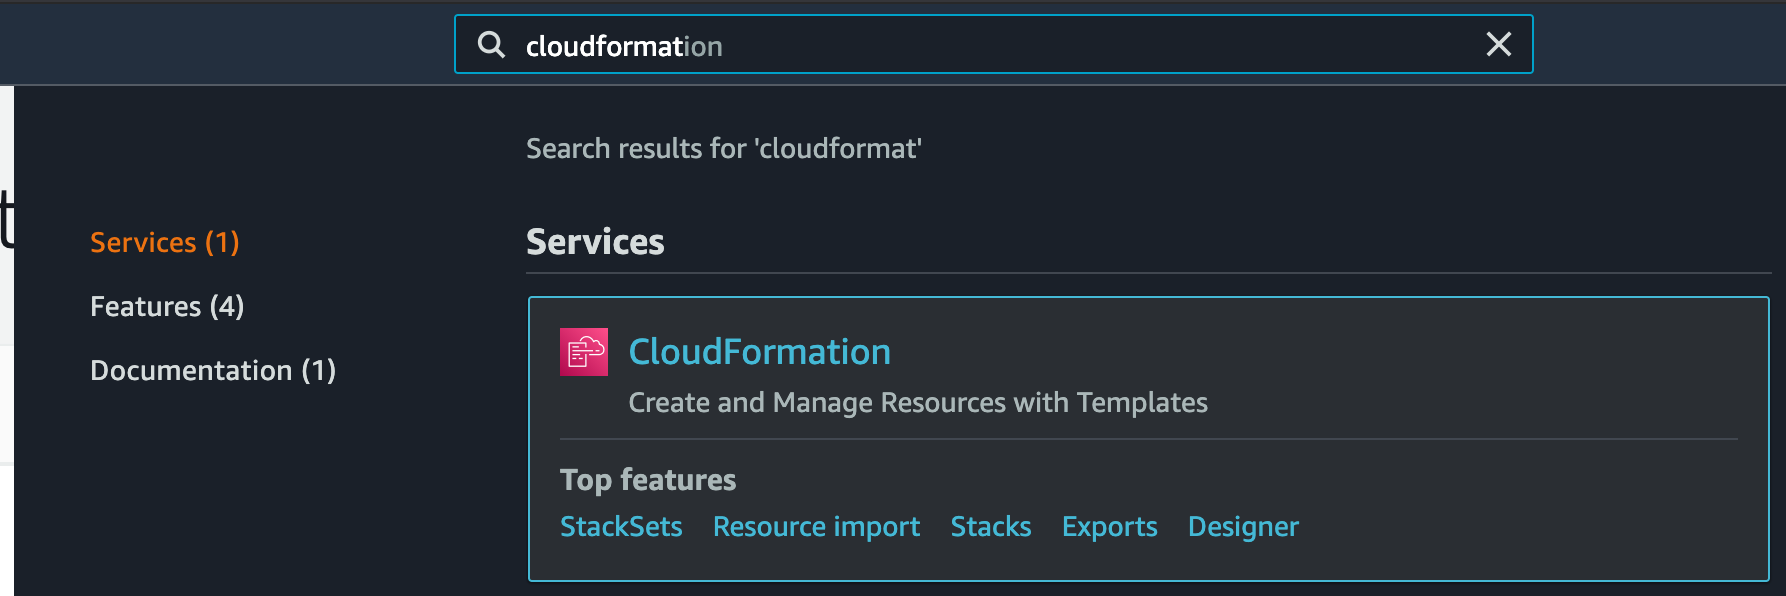 cloudformation
Search results for 'cloudformat'
Services (1)
Features (4)
Documentation (1)
Services
CloudFormation
Create and Manage Resources with Templates
Top features
StackSets Resource import Stacks Exports Designer